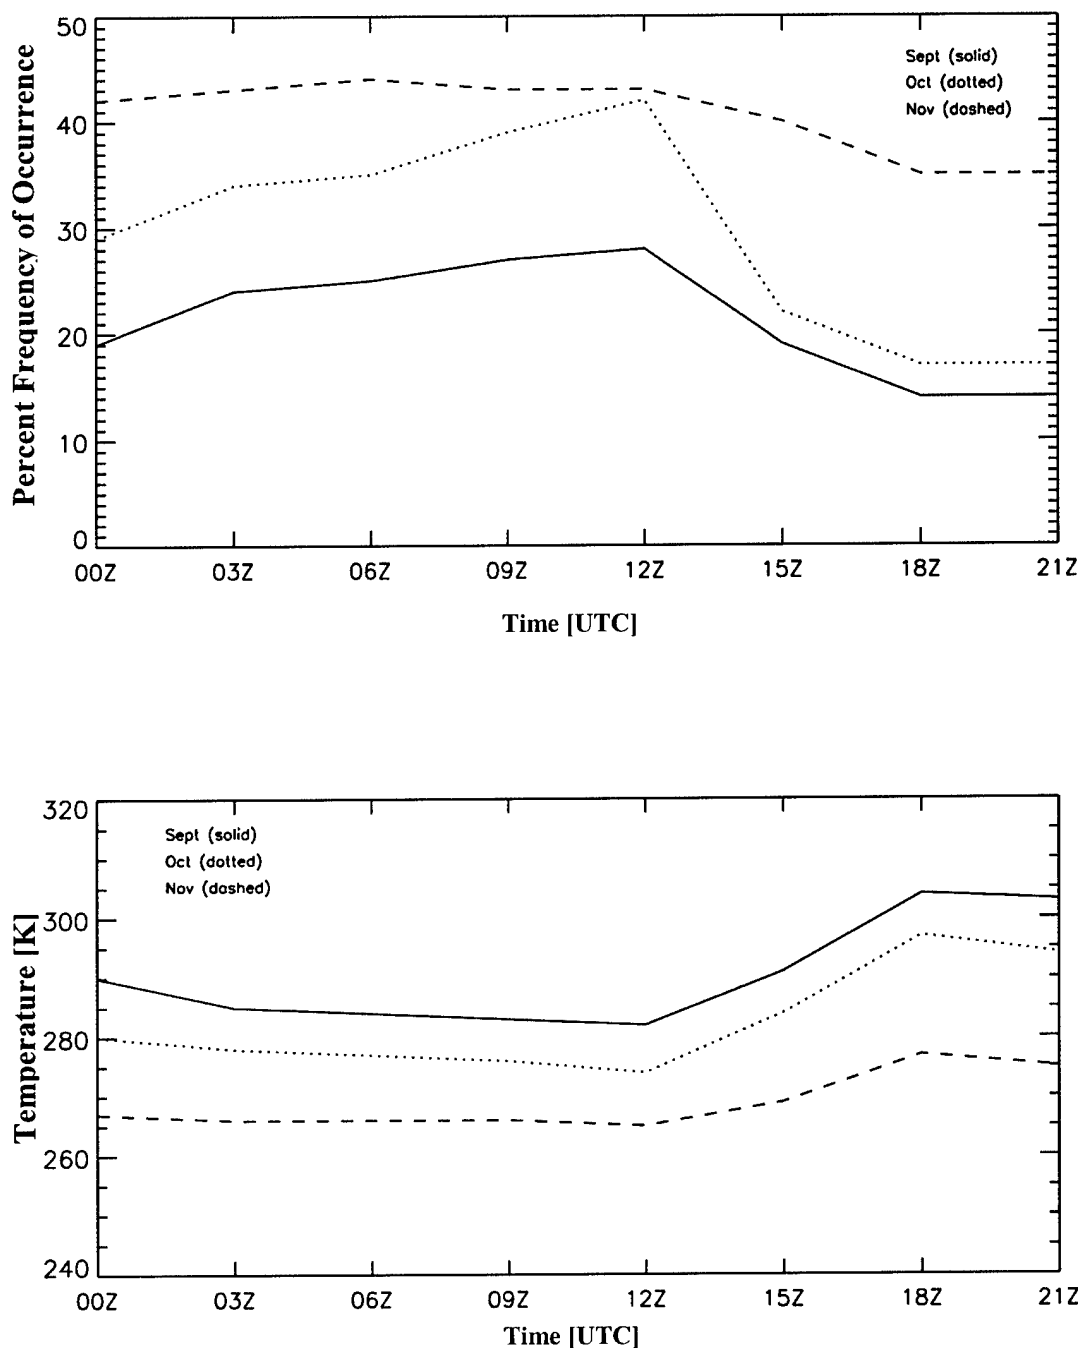 50
40
30
20
10
0
Percent Frequency of Occurrence
Sept (solid)
Oct (dotted)
Nov (dashed)
00Z 03Z 06Z 09Z 12Z 15Z 18Z 21Z
Time [UTC]
320
300
280
260
240
Temperature [K]
Sept (solid)
Oct (dotted)
Nov (dashed)
00Z 03Z 06Z 09Z 12Z 15Z 18Z 21Z
Time [UTC]